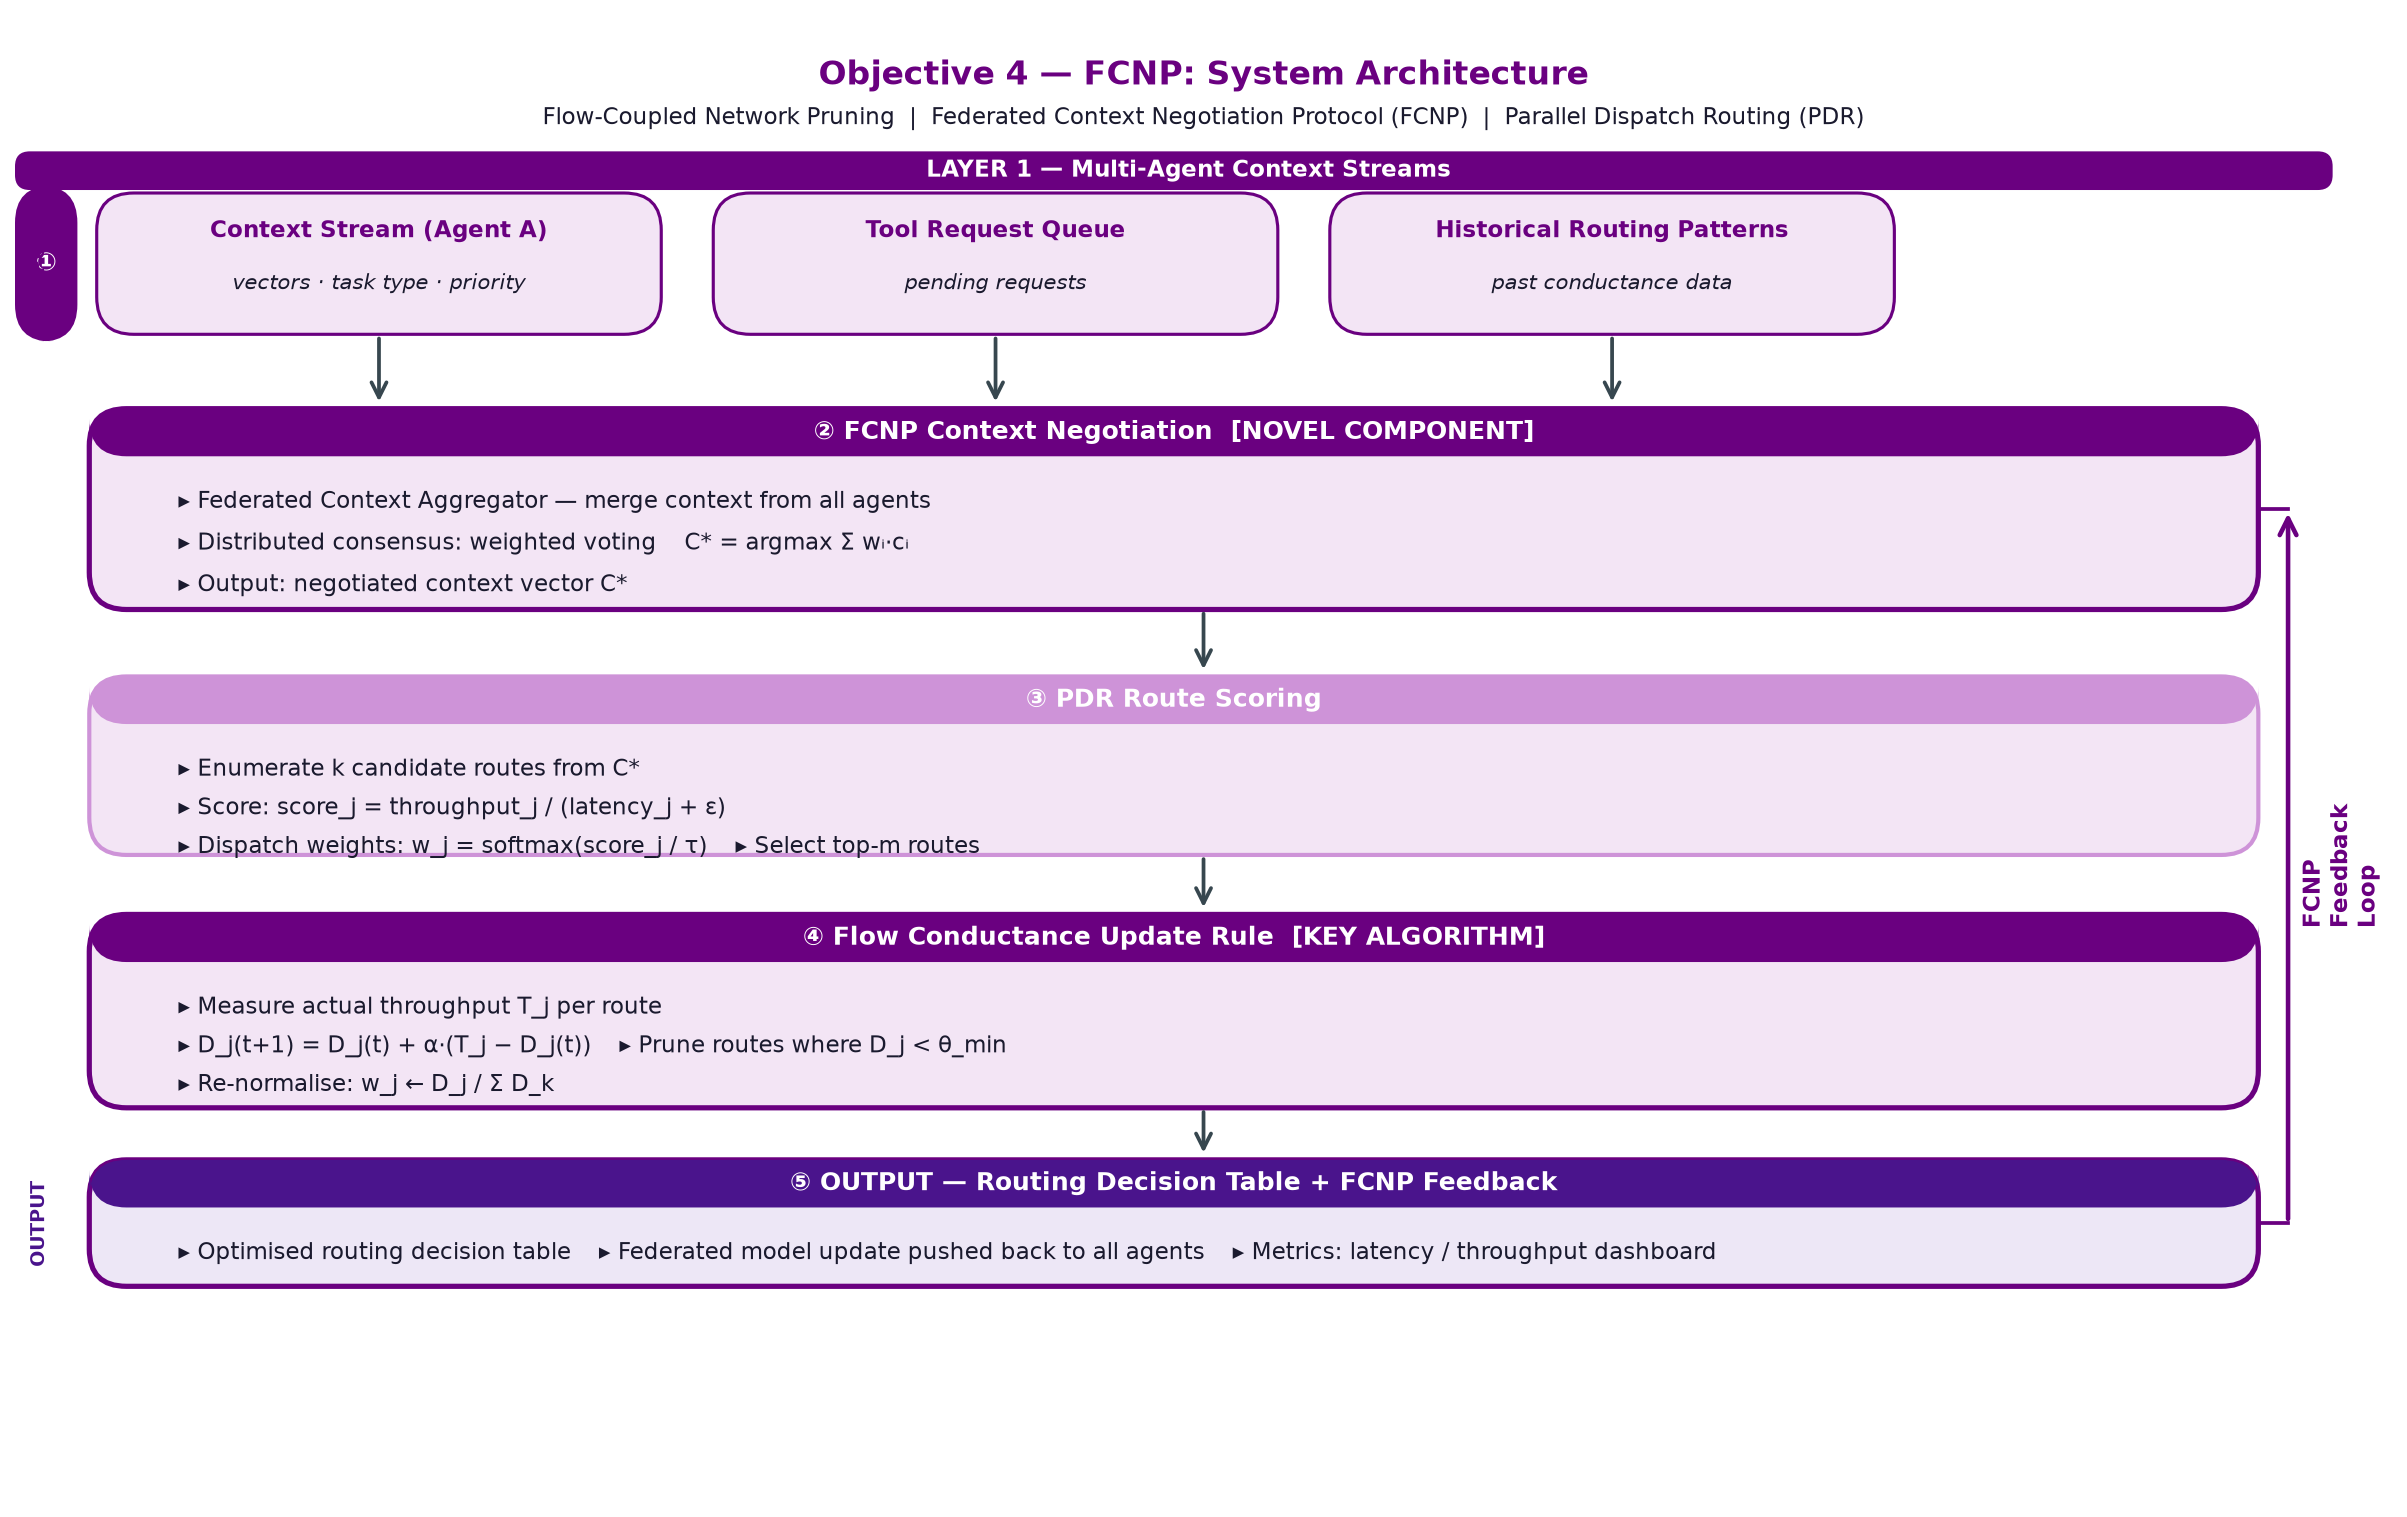 Objective 4 — FCNP: System Architecture
Flow-Coupled Network Pruning | Federated Context Negotiation Protocol (FCNP) | Parallel Dispatch Routing (PDR)
LAYER 1 — Multi-Agent Context Streams
①
Context Stream (Agent A)
vectors · task type · priority
Tool Request Queue
pending requests
Historical Routing Patterns
past conductance data
② FCNP Context Negotiation [NOVEL COMPONENT]
▸ Federated Context Aggregator — merge context from all agents
▸ Distributed consensus: weighted voting C* = argmax Σ wᵢ·cᵢ
▸ Output: negotiated context vector C*
③ PDR Route Scoring
▸ Enumerate k candidate routes from C*
▸ Score: score_j = throughput_j / (latency_j + ε)
▸ Dispatch weights: w_j = softmax(score_j / τ) ▸ Select top-m routes
④ Flow Conductance Update Rule [KEY ALGORITHM]
▸ Measure actual throughput T_j per route
▸ D_j(t+1) = D_j(t) + α·(T_j − D_j(t)) ▸ Prune routes where D_j < θ_min
▸ Re-normalise: w_j ← D_j / Σ D_k
⑤ OUTPUT — Routing Decision Table + FCNP Feedback
▸ Optimised routing decision table ▸ Federated model update pushed back to all agents ▸ Metrics: latency / throughput dashboard
OUTPUT
FCNP
Feedback
Loop